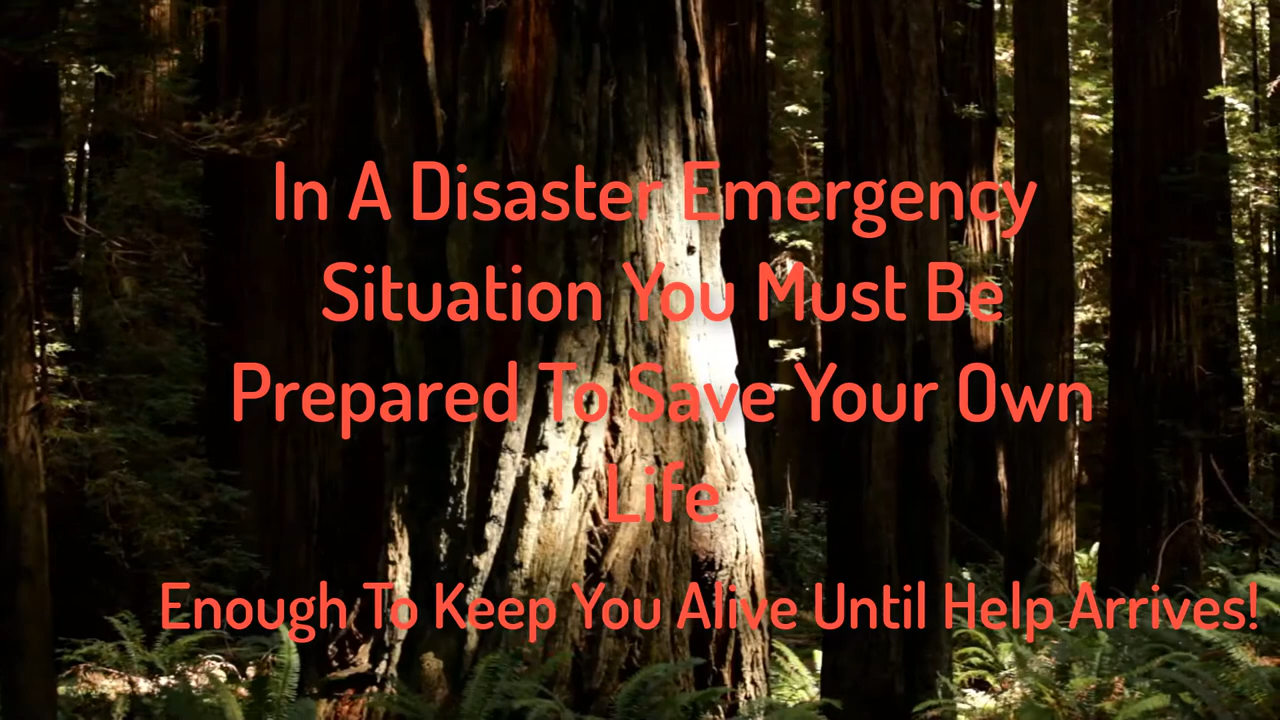 In A Disaster Emergency
Situation You Must Be
Prepared To Save Your Own
Life
Enough To Keep You Alive Until Help Arrives!